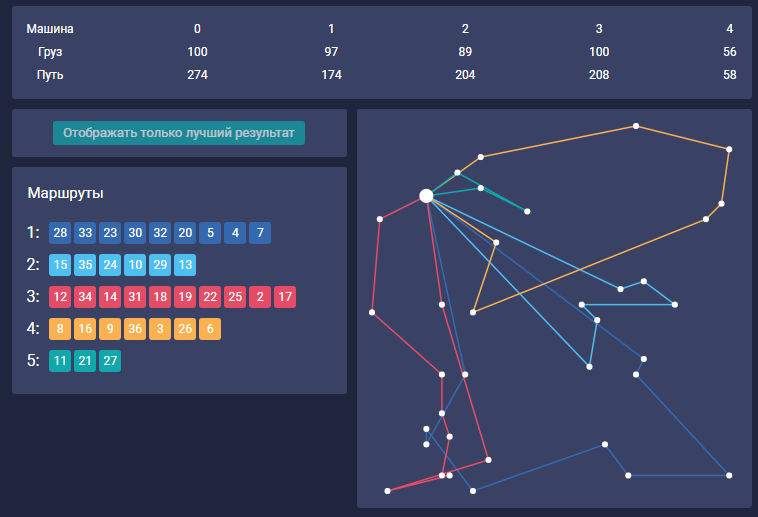 Машина 0 1 2 3 4
Груз 100 97 89 100 56
Путь 274 174 204 208 58
Отображать только лучший результат
Маршруты
1: 28 33 23 30 32 20 5 4 7
2: 15 35 24 10 29 13
3: 12 34 14 31 18 19 22 25 2 17
4: 8 16 9 36 3 26 6
5: 11 21 27